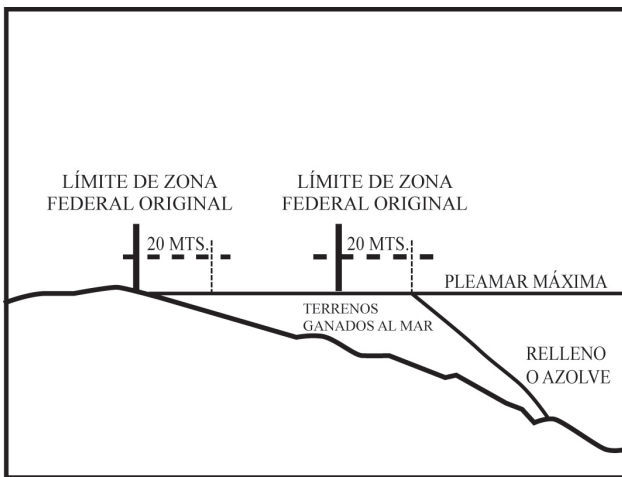 LÍMITE DE ZONA
FEDERAL ORIGINAL
LÍMITE DE ZONA
FEDERAL ORIGINAL
20 MTS.
20 MTS.
PLEAMAR MÁXIMA
TERRENOS
GANADOS AL MAR
RELLENO
O AZOLVE